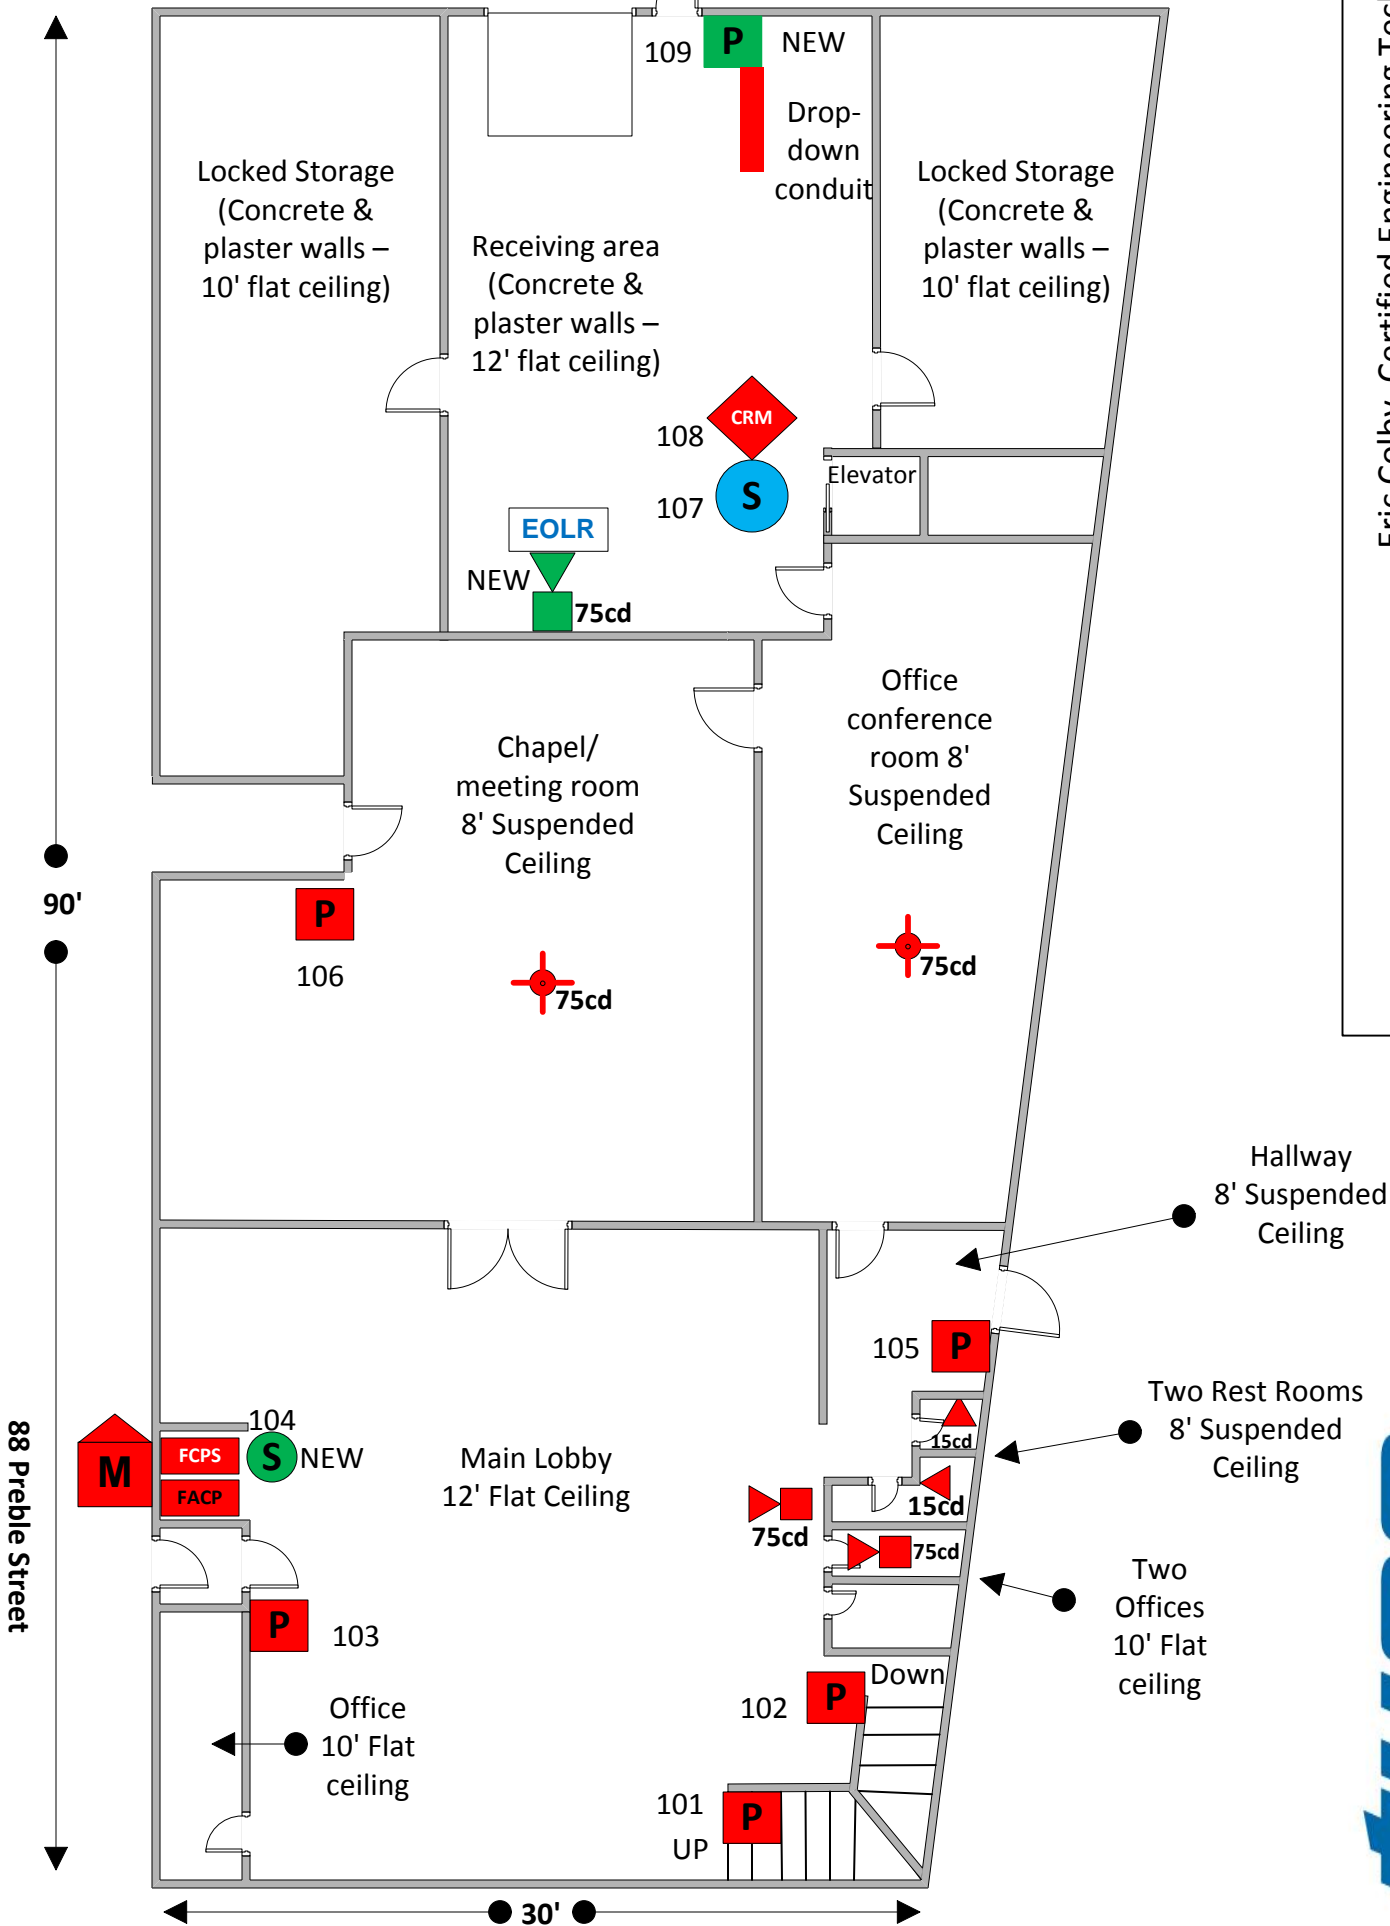 109
P
NEW
Drop-
down
conduit
Locked Storage
(Concrete &
plaster walls –
10' flat ceiling)
Receiving area
(Concrete &
plaster walls –
12' flat ceiling)
Locked Storage
(Concrete &
plaster walls –
10' flat ceiling)
CRM
108
S
107
Elevator
EOLR
NEW
75cd
Office
conference
room 8'
Suspended
Ceiling
Chapel/
meeting room
8' Suspended
Ceiling
90'
P
106
75cd
75cd
Hallway
8' Suspended
Ceiling
105
P
Two Rest Rooms
8' Suspended
Ceiling
15cd
15cd
104
S
NEW
FCPS
FACP
M
Main Lobby
12' Flat Ceiling
75cd
75cd
88 Preble Street
Two
Offices
10' Flat
ceiling
P
103
Down
102
P
Office
10' Flat
ceiling
101
P
UP
30'
Eric Colby, Certified Engineering